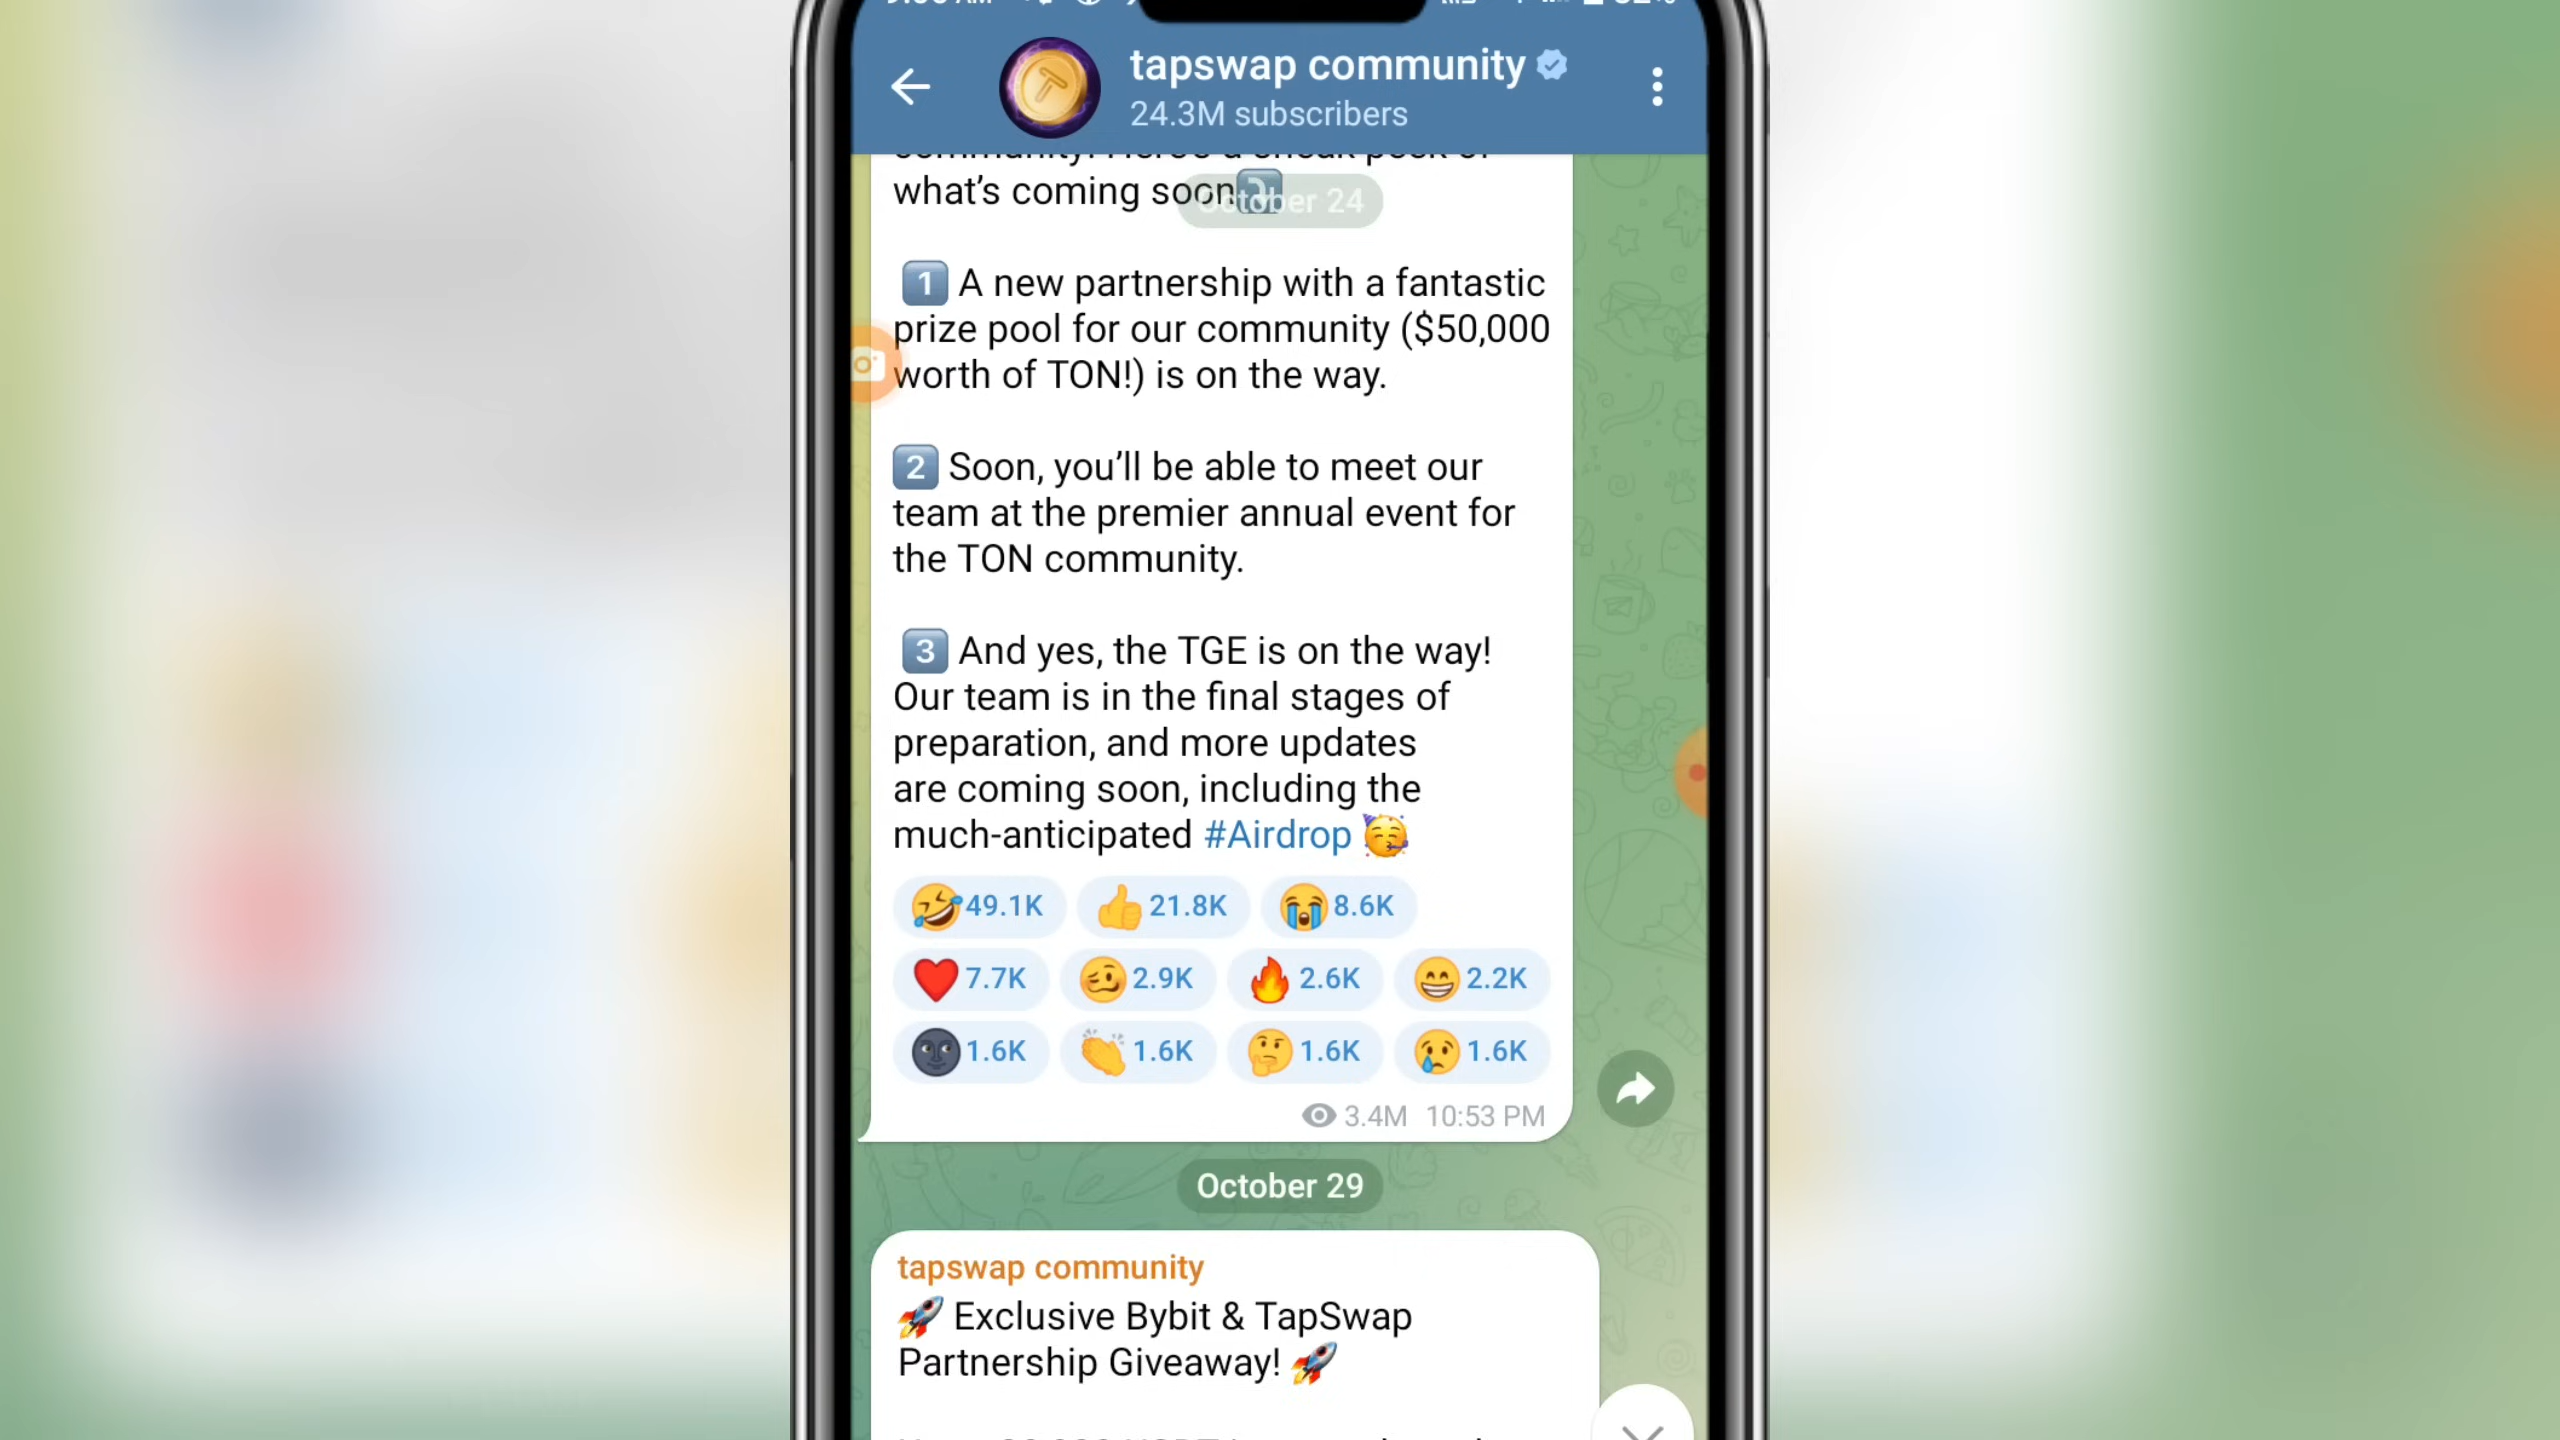 tapswap community
24.3M subscribers
what's coming soon
October 24
1 A new partnership with a fantastic
prize pool for our community ($50,000
worth of TON!) is on the way.
2 Soon, you'll be able to meet our
team at the premier annual event for
the TON community.
3 And yes, the TGE is on the way!
Our team is in the final stages of
preparation, and more updates
are coming soon, including the
much-anticipated #Airdrop
49.1K 21.8K 8.6K
7.7K 2.9K 2.6K 2.2K
1.6K 1.6K 1.6K 1.6K
3.4M 10:53 PM
October 29
tapswap community
Exclusive Bybit & TapSwap
Partnership Giveaway!